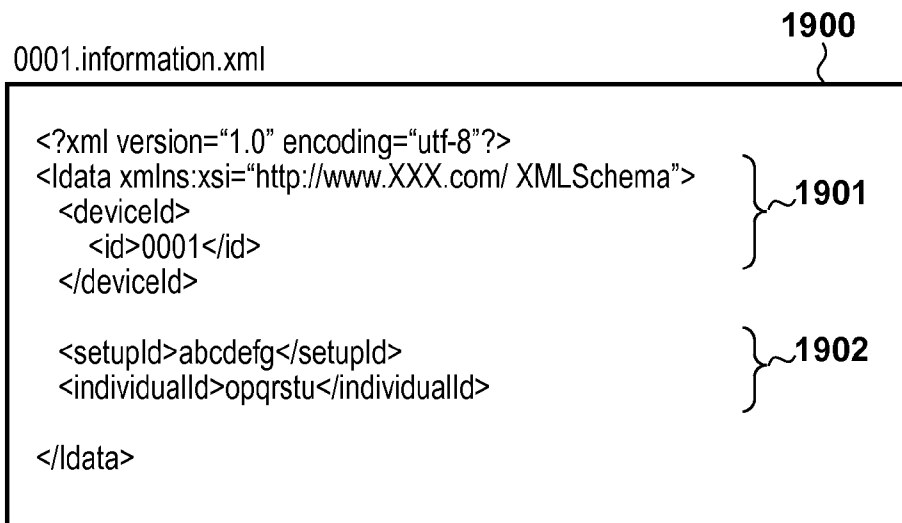 1900
0001.information.xml
<?xml version=“1.0” encoding=“utf-8”?>
<Idata xmlns:xsi=“http://www.XXX.com/ XMLSchema”>
<deviceId>
<id>0001</id>
</deviceId>
1901
<setupId>abcdefg</setupId>
<individualId>opqrstu</individualId>
1902
</Idata>